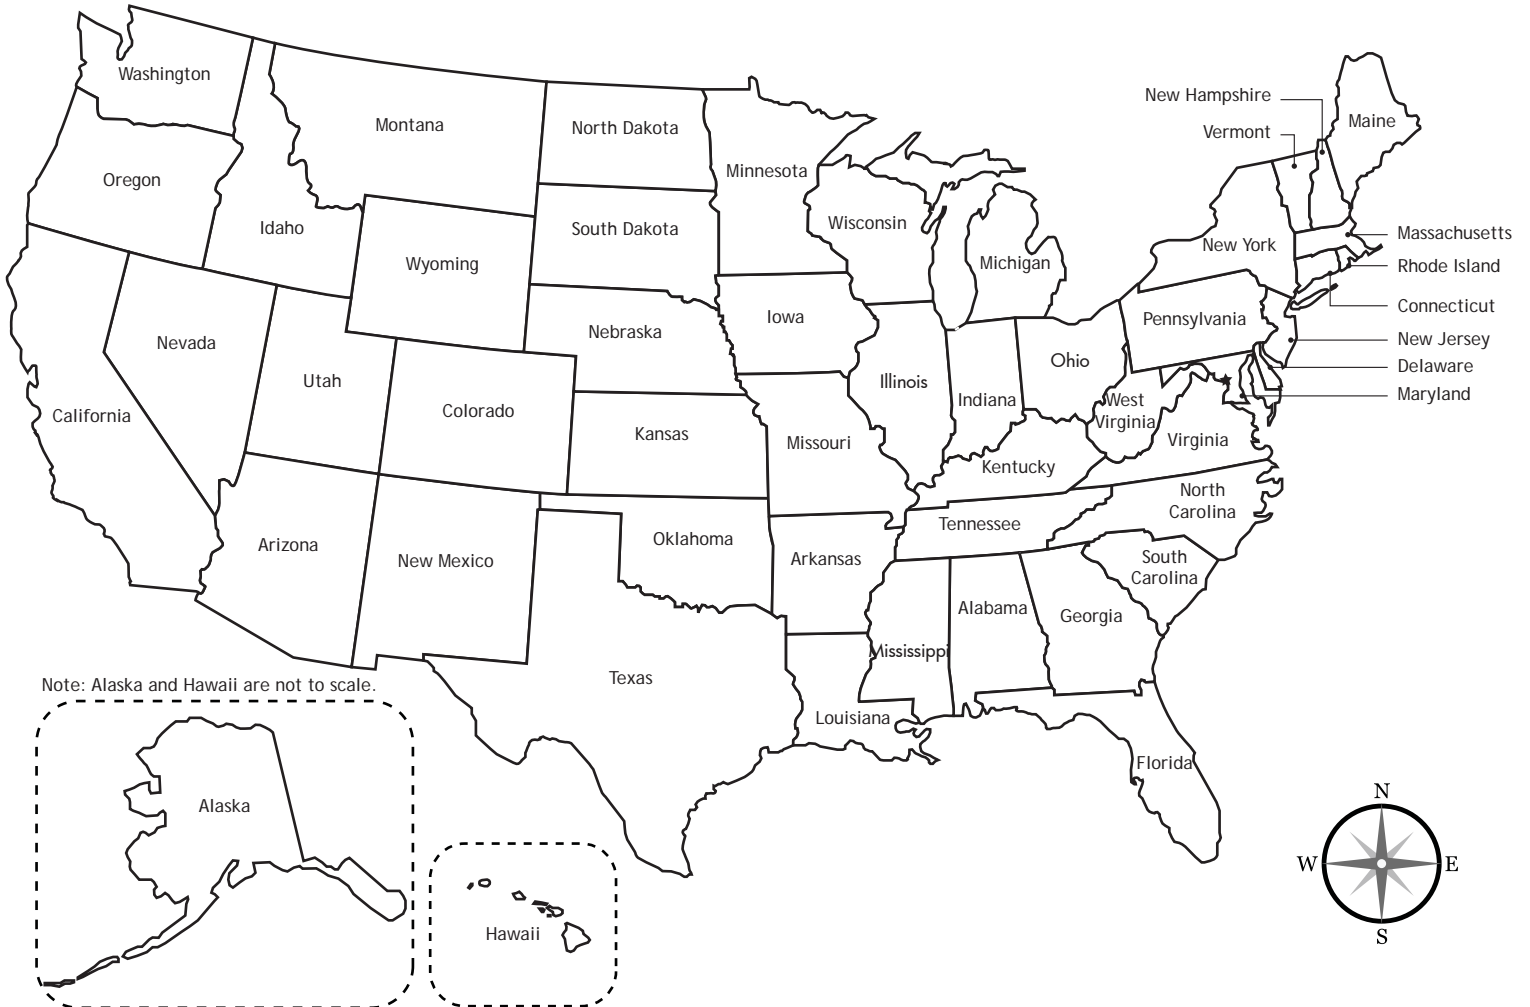 Washington
Montana
North Dakota
Minnesota
New Hampshire
Vermont
Maine
Oregon
Idaho
Wyoming
South Dakota
Wisconsin
Michigan
New York
Massachusetts
Rhode Island
Connecticut
New Jersey
Delaware
Maryland
Nevada
Utah
Colorado
Nebraska
Iowa
Illinois
Indiana
Ohio
Pennsylvania
California
Kansas
Missouri
Kentucky
West
Virginia
Virginia
Arizona
New Mexico
Oklahoma
Arkansas
Tennessee
North
Carolina
South
Carolina
Texas
Louisiana
Mississippi
Alabama
Georgia
Florida
Note: Alaska and Hawaii are not to scale.
Alaska
Hawaii
N
W
E
S